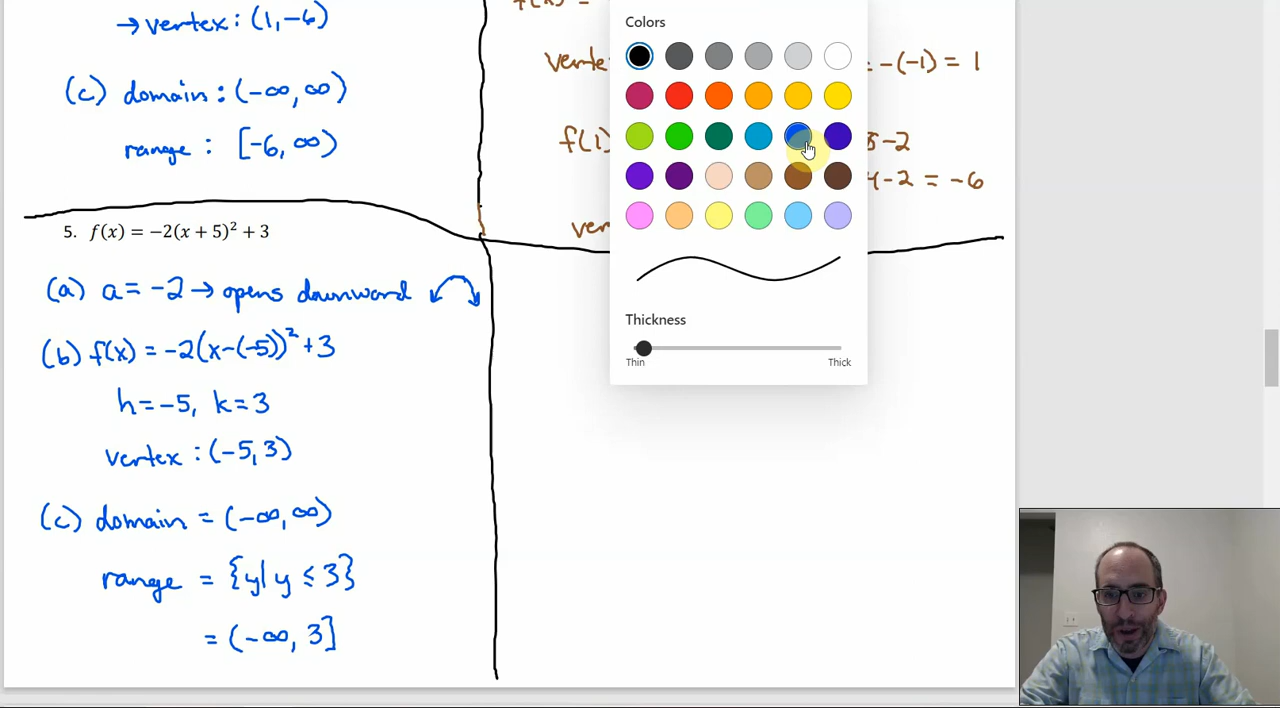 →vertex: (1,-6)
(c) domain: (-∞,∞)
range: [-6,∞)
= -(-1) = 1
f(1)
-2
-2 = -6
5. f(x) = −2(x + 5)² + 3
(a) a = -2 → opens downward
(b) f(x) = -2(x-(-5))² +3
h=-5, k=3
vertex: (-5,3)
(c) domain = (-∞,∞)
range = {y| y ≤ 3}
= (-∞, 3]
Colors
Thickness
Thin Thick